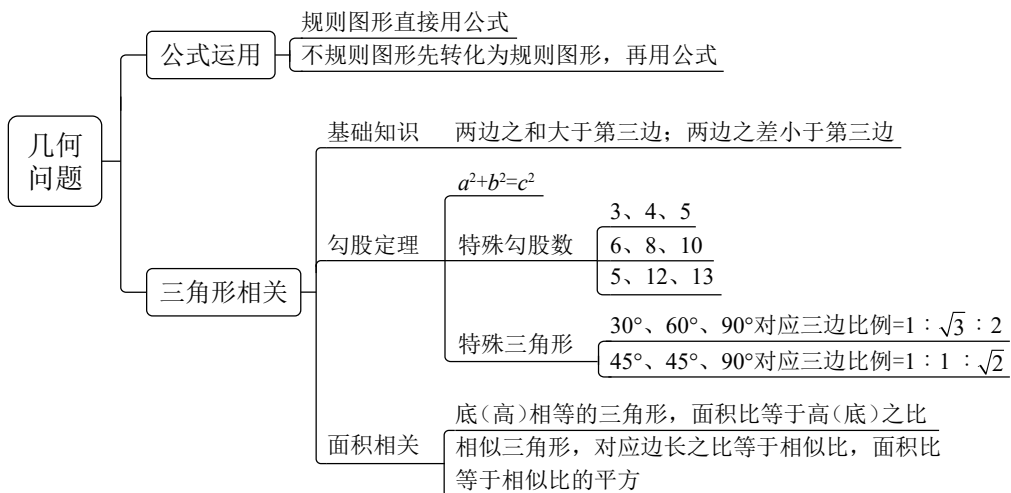 规则图形直接用公式
公式运用
不规则图形先转化为规则图形，再用公式
几何
问题
基础知识 两边之和大于第三边；两边之差小于第三边
a²+b²=c²
3、4、5
勾股定理 特殊勾股数 6、8、10
5、12、13
三角形相关
30°、60°、90°对应三边比例=1∶√3∶2
特殊三角形
45°、45°、90°对应三边比例=1∶1∶√2
底(高)相等的三角形，面积比等于高(底)之比
面积相关 相似三角形，对应边长之比等于相似比，面积比
等于相似比的平方